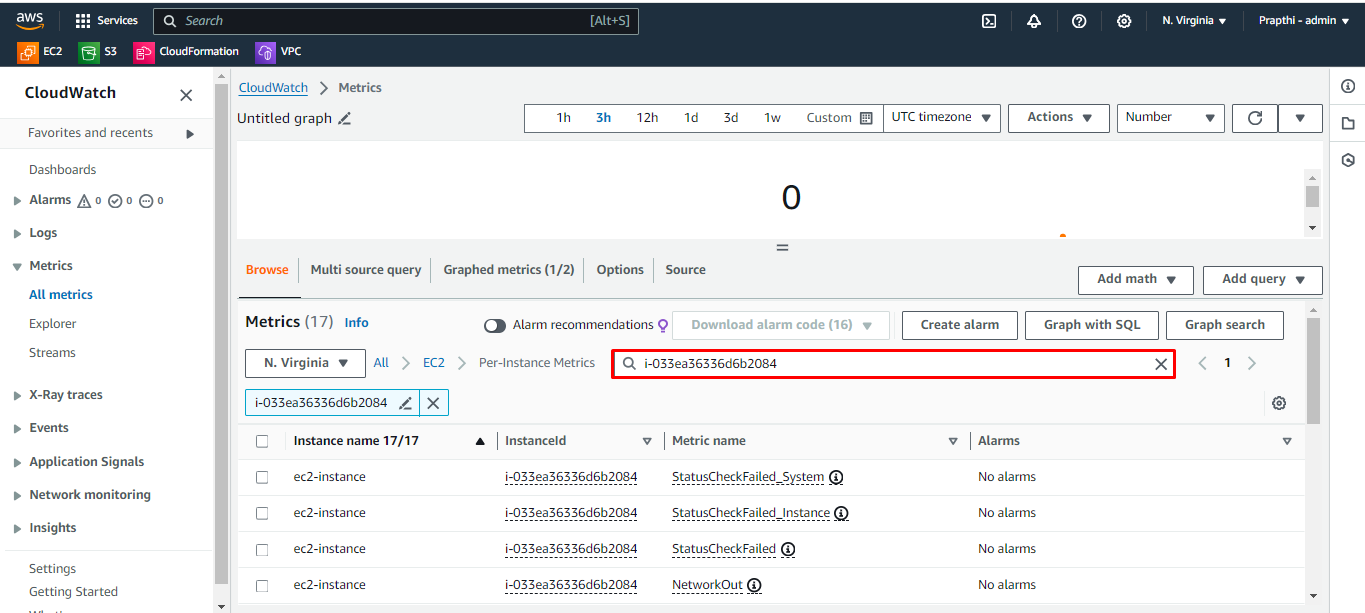 aws Services Search [Alt+S] N. Virginia Prapthi - admin
EC2 S3 CloudFormation VPC
CloudWatch
Favorites and recents
Dashboards
Alarms 0 0 0
Logs
Metrics
All metrics
Explorer
Streams
X-Ray traces
Events
Application Signals
Network monitoring
Insights
Settings
Getting Started
CloudWatch Metrics
Untitled graph 1h 3h 12h 1d 3d 1w Custom UTC timezone Actions Number
0
Browse Multi source query Graphed metrics (1/2) Options Source Add math Add query
Metrics (17) Info Alarm recommendations Download alarm code (16) Create alarm Graph with SQL Graph search
N. Virginia All EC2 Per-Instance Metrics i-033ea36336d6b2084 1
i-033ea36336d6b2084
Instance name 17/17 InstanceId Metric name Alarms
ec2-instance i-033ea36336d6b2084 StatusCheckFailed_System No alarms
ec2-instance i-033ea36336d6b2084 StatusCheckFailed_Instance No alarms
ec2-instance i-033ea36336d6b2084 StatusCheckFailed No alarms
ec2-instance i-033ea36336d6b2084 NetworkOut No alarms